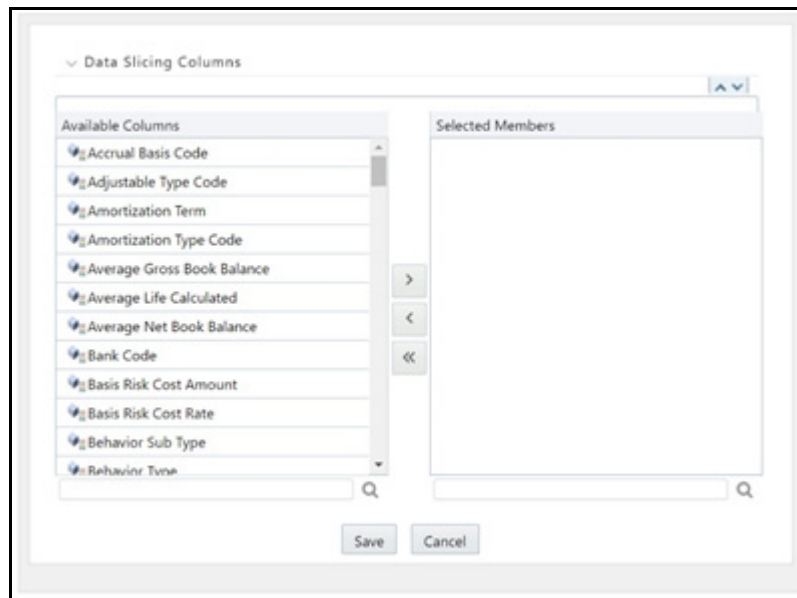 Data Slicing Columns
Available Columns
Selected Members
Accrual Basis Code
Adjustable Type Code
Amortization Term
Amortization Type Code
Average Gross Book Balance
Average Life Calculated
Average Net Book Balance
Bank Code
Basis Risk Cost Amount
Basis Risk Cost Rate
Behavior Sub Type
Behavior Type
Save
Cancel